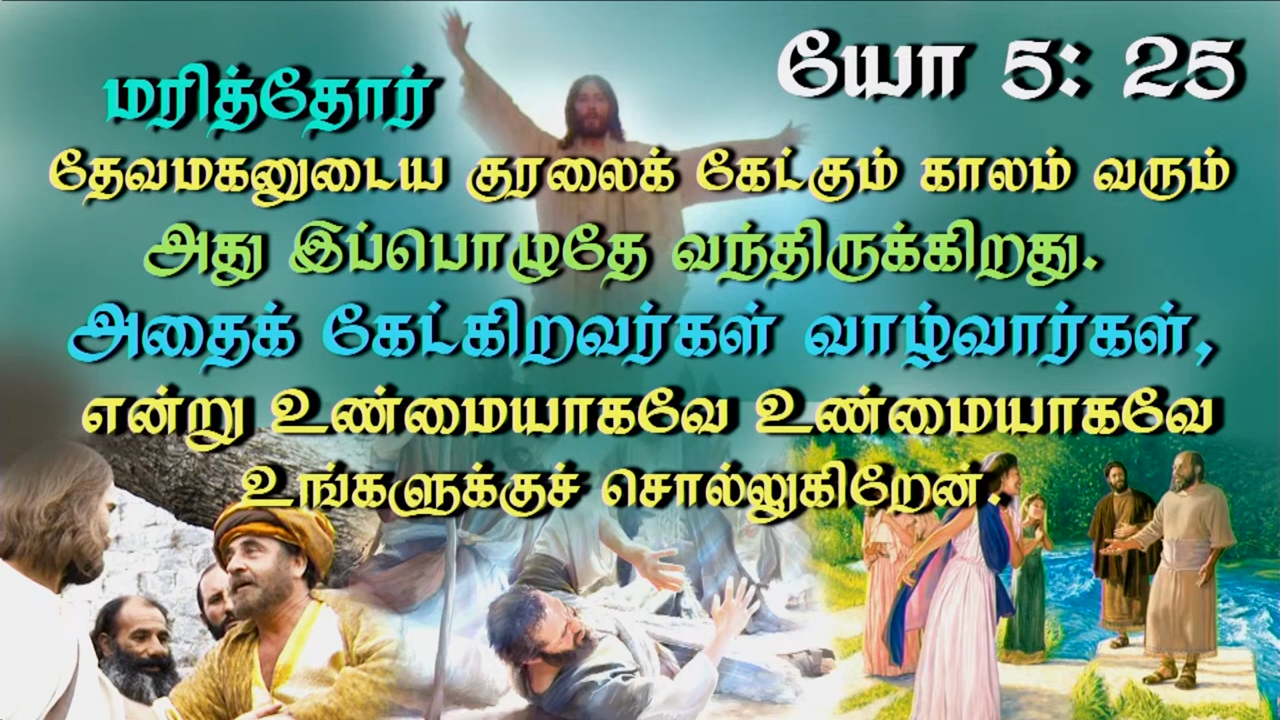 யோ 5: 25
மரித்தோர்
தேவமகனுடைய குரலைக் கேட்கும் காலம் வரும்
அது இப்பொழுதே வந்திருக்கிறது.
அதைக் கேட்கிறவர்கள் வாழ்வார்கள்,
என்று உண்மையாகவே உண்மையாகவே
உங்களுக்குச் சொல்லுகிறேன்.